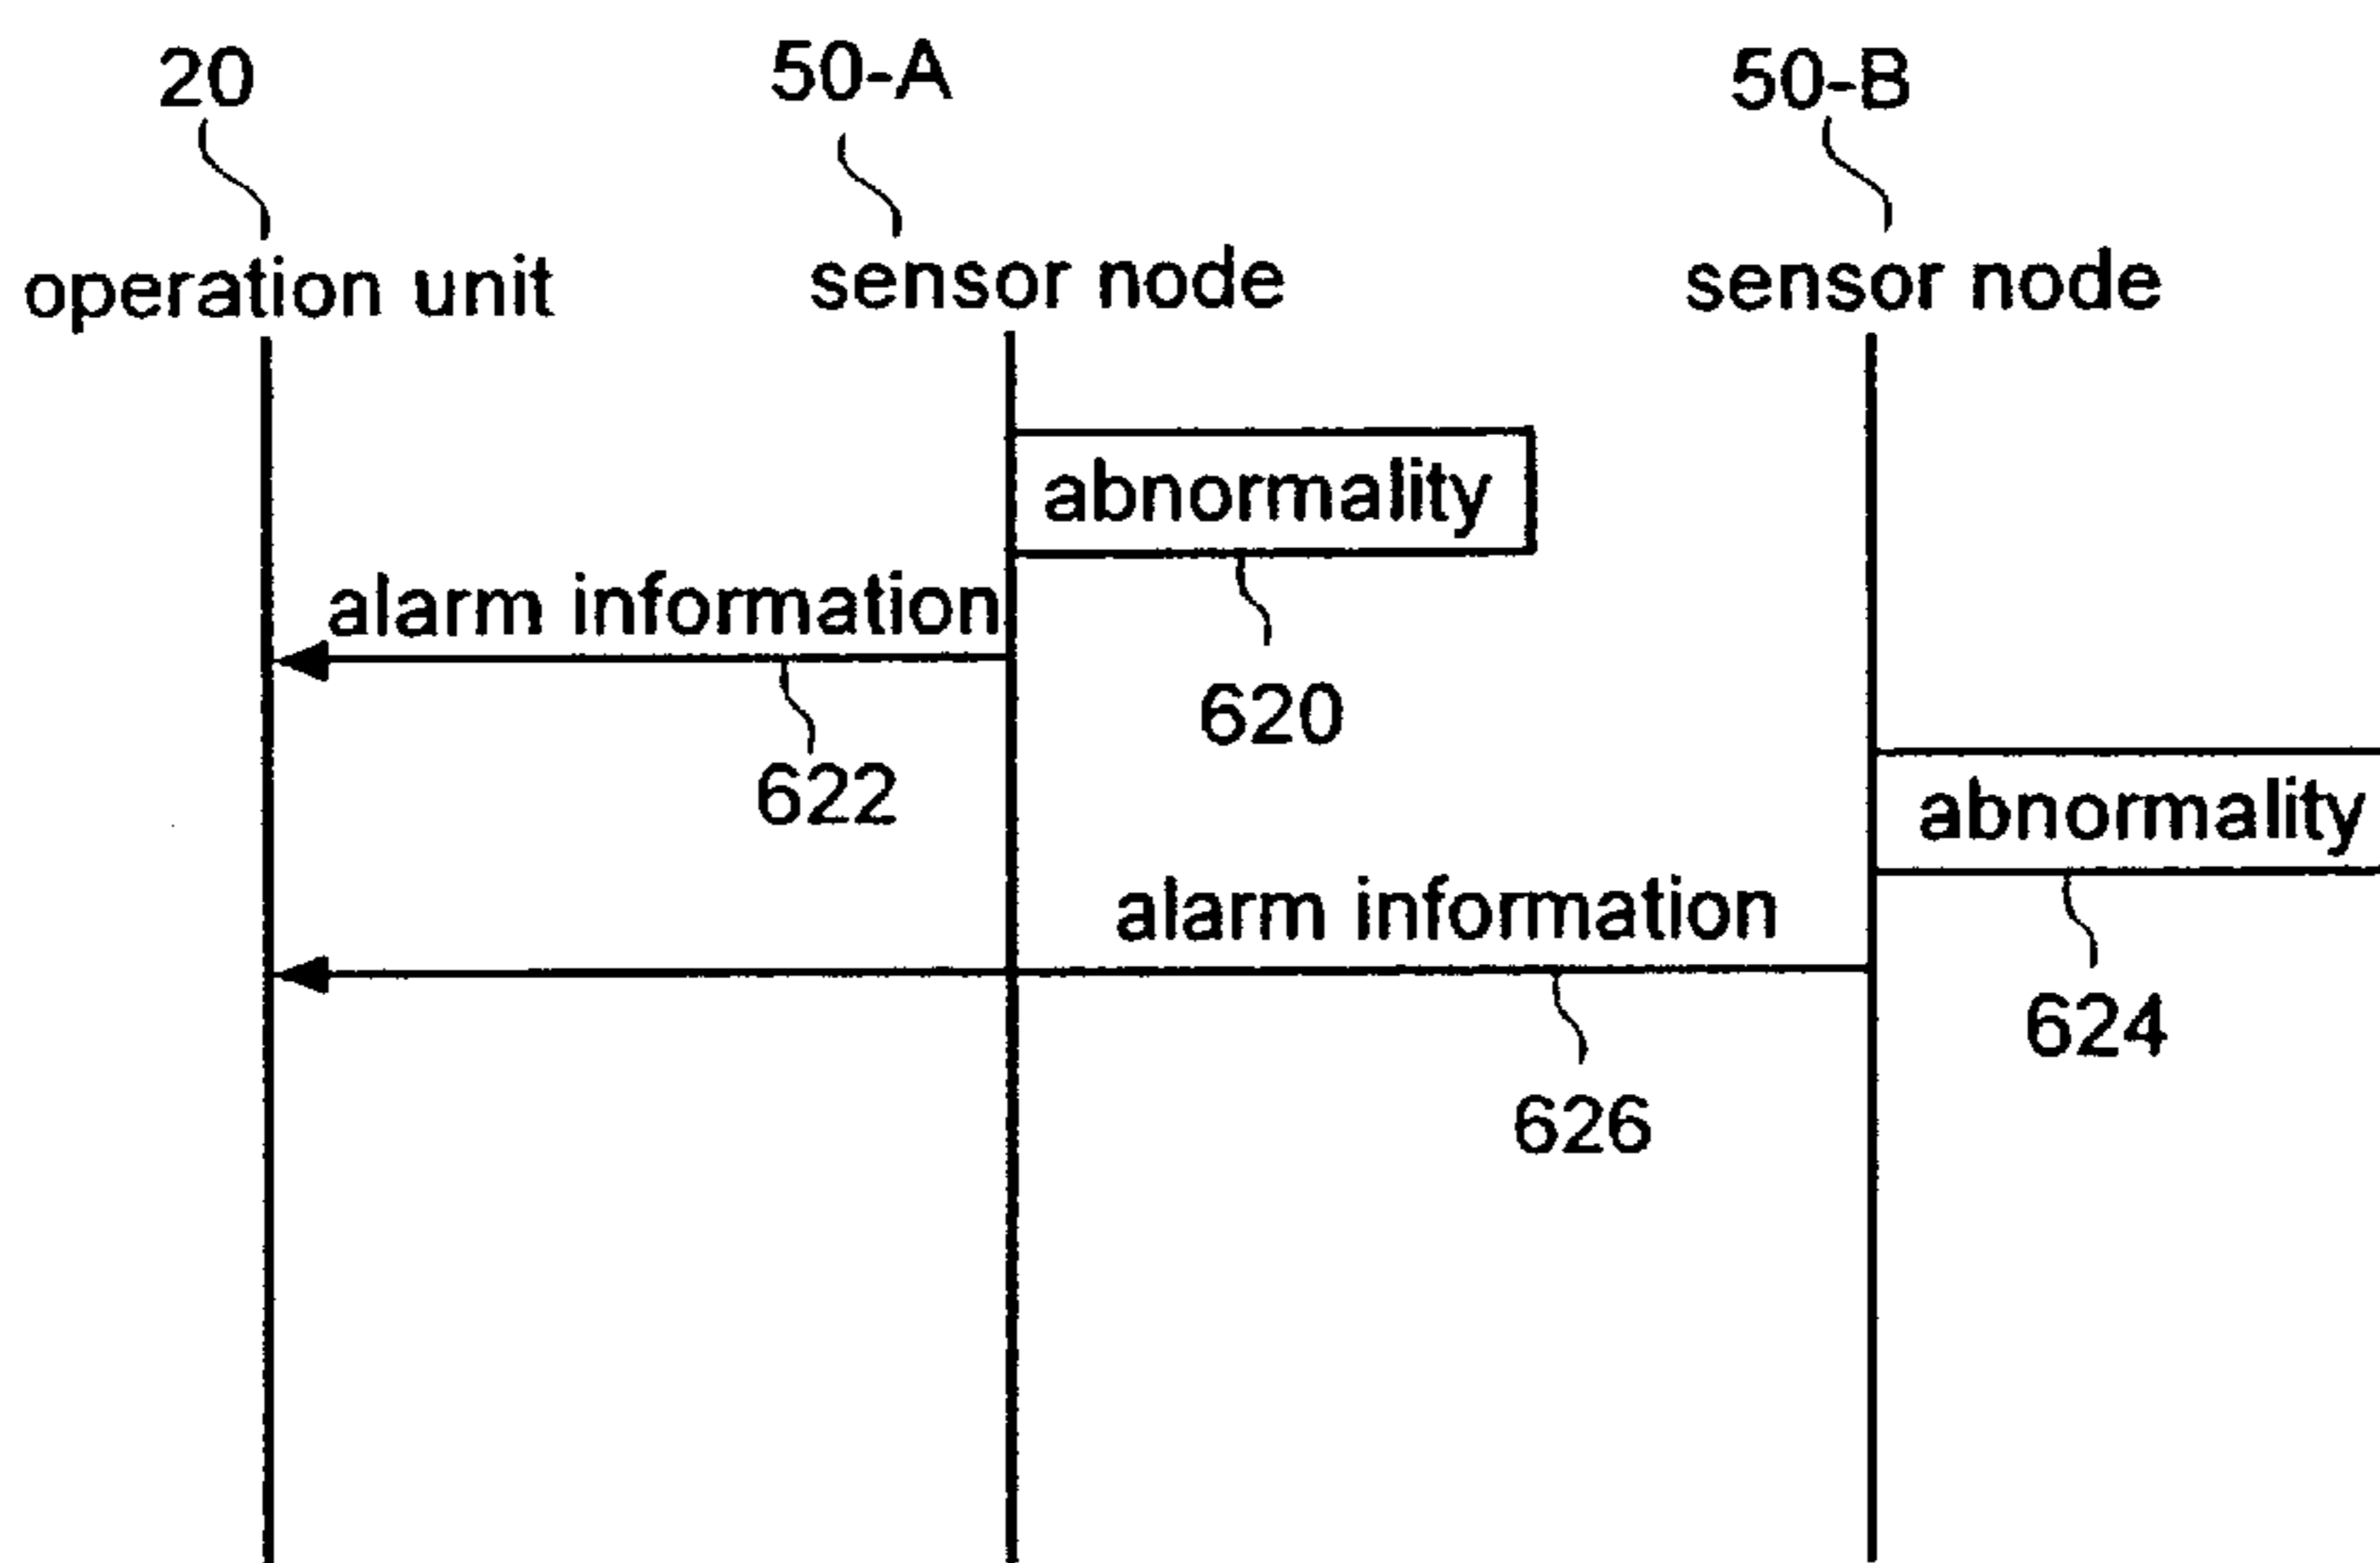 20
50-A
50-B
operation unit
sensor node
sensor node
abnormality
alarm information
620
622
abnormality
alarm information
624
626